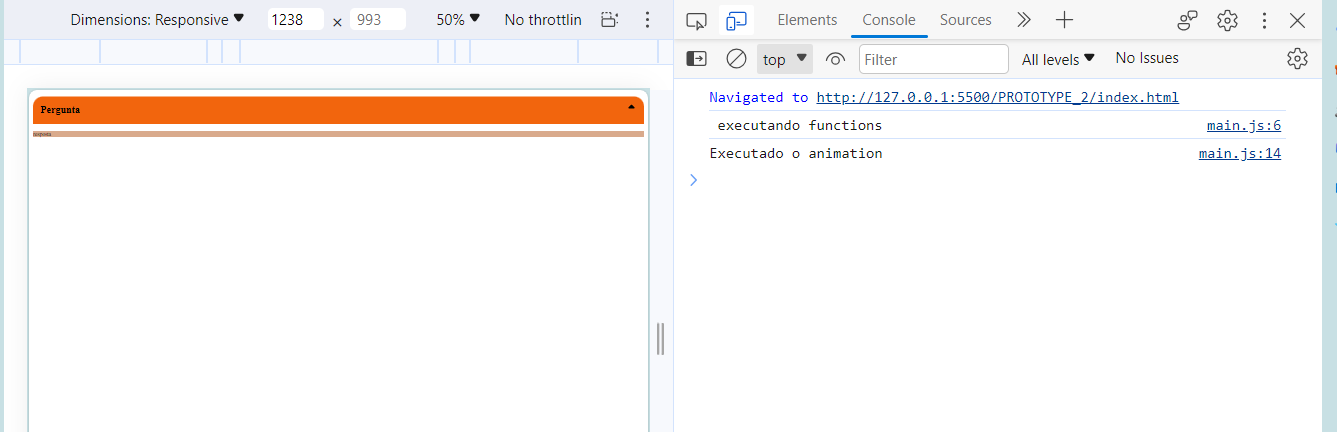 Dimensions: Responsive 1238 × 993 50% No throttlin
Elements Console Sources
top Filter All levels No Issues
Navigated to http://127.0.0.1:5500/PROTOTYPE_2/index.html
executando functions main.js:6
Executado o animation main.js:14
Pergunta